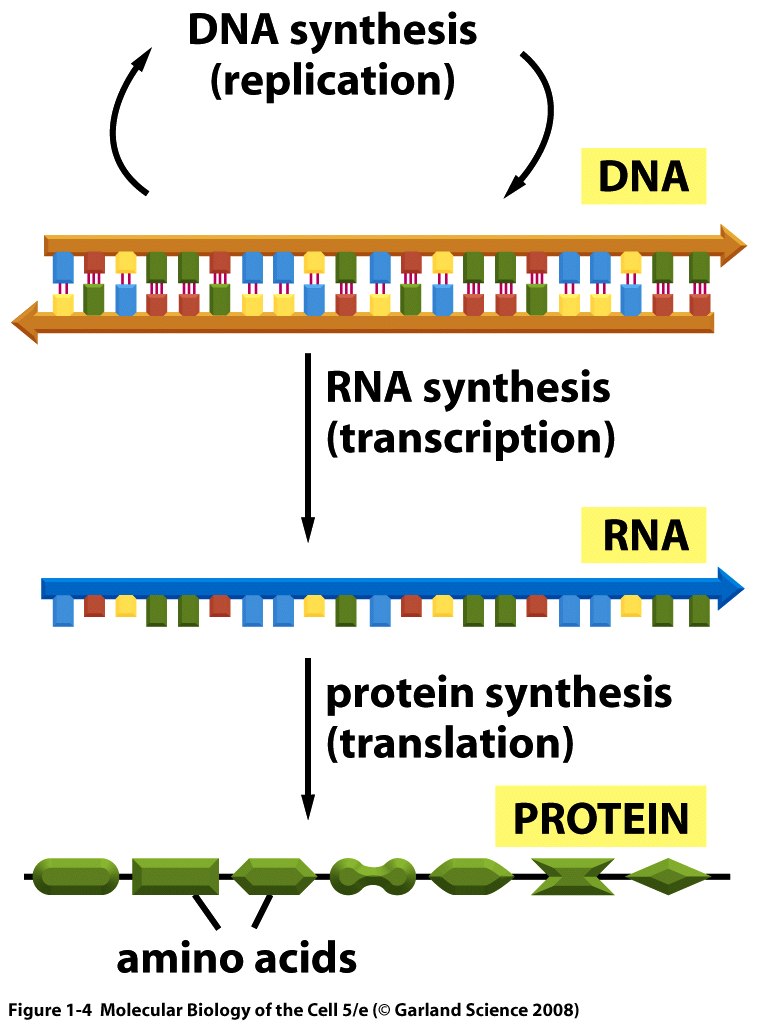 DNA synthesis
(replication)
DNA
RNA synthesis
(transcription)
RNA
protein synthesis
(translation)
PROTEIN
amino acids
Figure 1-4 Molecular Biology of the Cell 5/e (© Garland Science 2008)